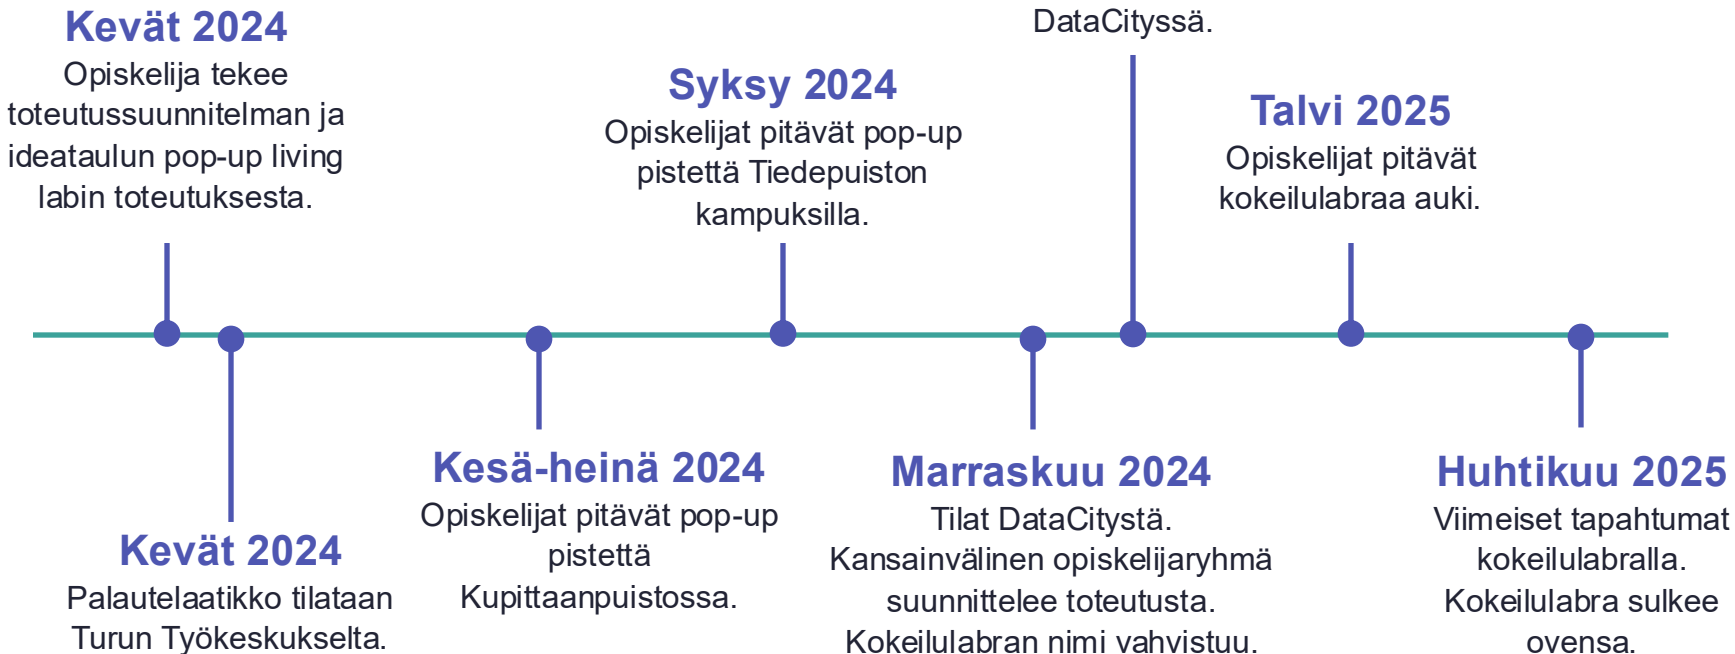 Kevät 2024
Opiskelija tekee
toteutussuunnitelman ja
ideataulun pop-up living
labin toteutuksesta.
Kevät 2024
Palautelaatikko tilataan
Turun Työkeskukselta.
Kesä-heinä 2024
Opiskelijat pitävät pop-up
pistettä
Kupittaanpuistossa.
Syksy 2024
Opiskelijat pitävät pop-up
pistettä Tiedepuiston
kampuksilla.
Marraskuu 2024
Tilat DataCitystä.
Kansainvälinen opiskelijaryhmä
suunnittelee toteutusta.
Kokeilulabran nimi vahvistuu.
DataCityssä.
Talvi 2025
Opiskelijat pitävät
kokeilulabraa auki.
Huhtikuu 2025
Viimeiset tapahtumat
kokeilulabralla.
Kokeilulabra sulkee
ovensa.